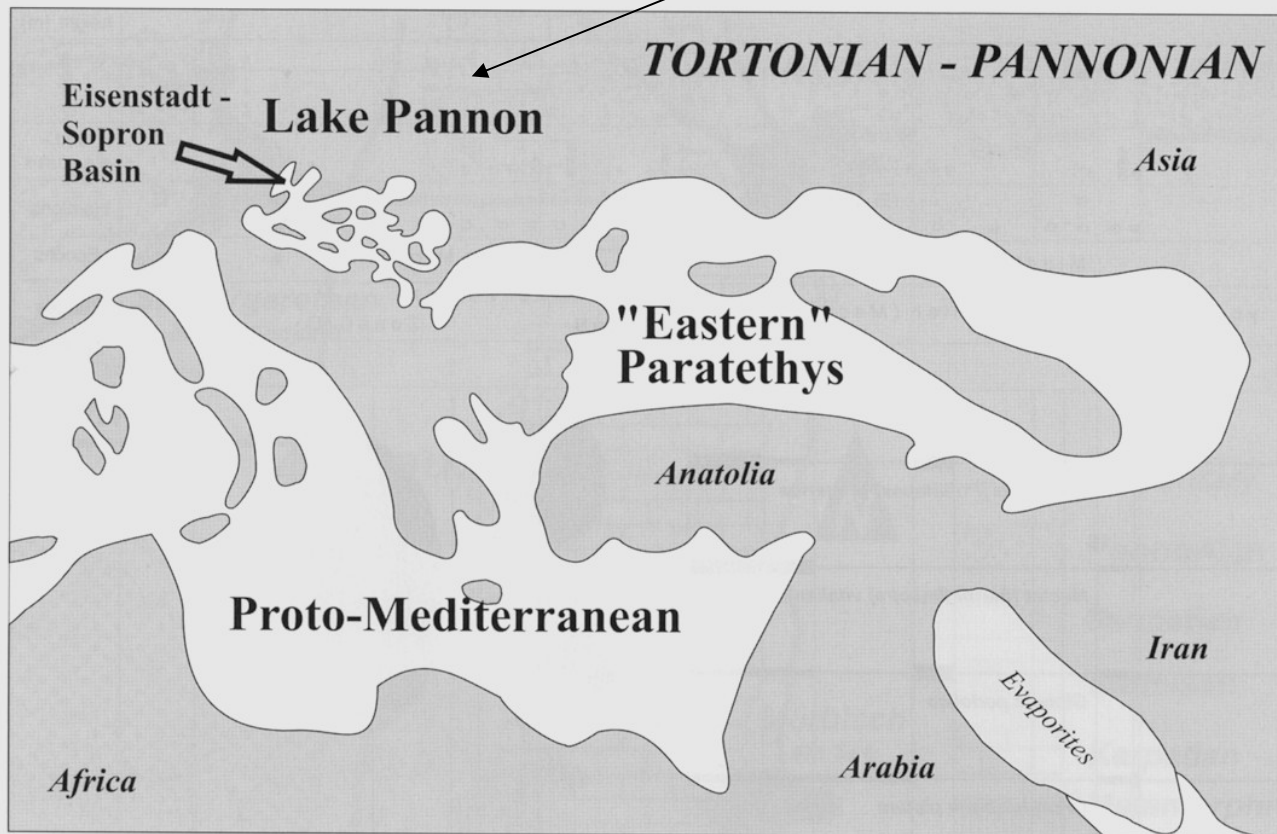 TORTONIAN - PANNONIAN
Eisenstadt -
Sopron
Basin
Lake Pannon
Asia
"Eastern"
Paratethys
Anatolia
Proto-Mediterranean
Iran
Evaporites
Arabia
Africa